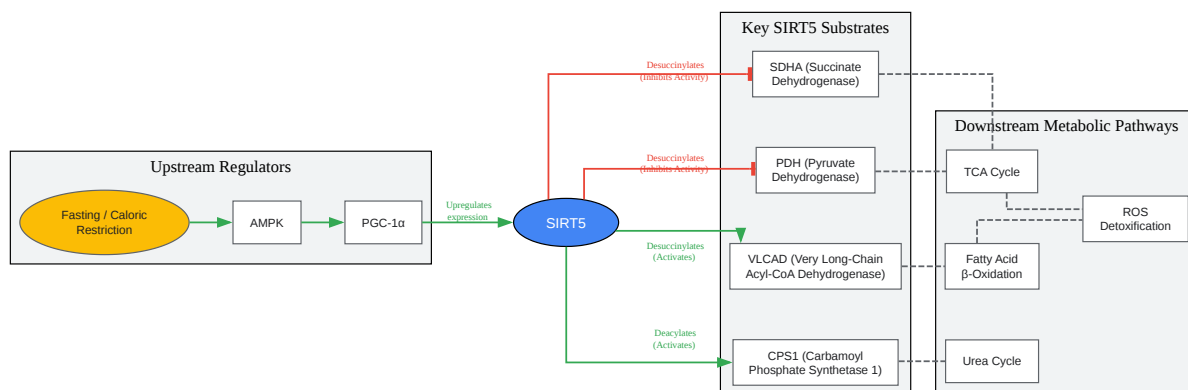 Upstream Regulators
Fasting / Caloric
Restriction
AMPK
PGC-1α
Upregulates
expression
SIRT5
Desuccinylates
(Inhibits Activity)
Desuccinylates
(Inhibits Activity)
Desuccinylates
(Activates)
Deacylates
(Activates)
Key SIRT5 Substrates
SDHA (Succinate
Dehydrogenase)
PDH (Pyruvate
Dehydrogenase)
VLCAD (Very Long-Chain
Acyl-CoA Dehydrogenase)
CPS1 (Carbamoyl
Phosphate Synthetase 1)
Downstream Metabolic Pathways
TCA Cycle
ROS
Detoxification
Fatty Acid
β-Oxidation
Urea Cycle